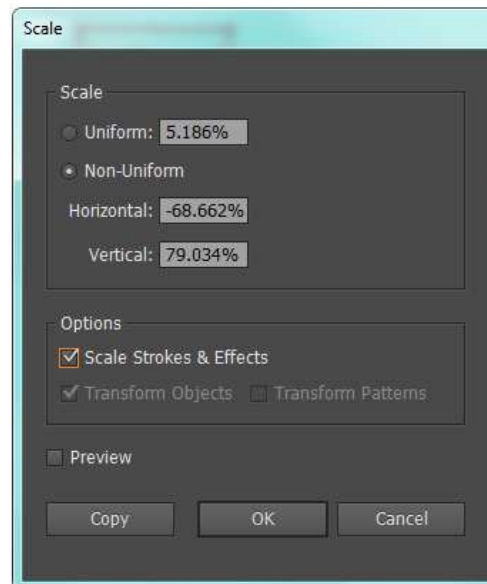 Scale
Scale
Uniform: 5.186%
Non-Uniform
Horizontal: -68.662%
Vertical: 79.034%
Options
Scale Strokes & Effects
Transform Objects Transform Patterns
Preview
Copy OK Cancel